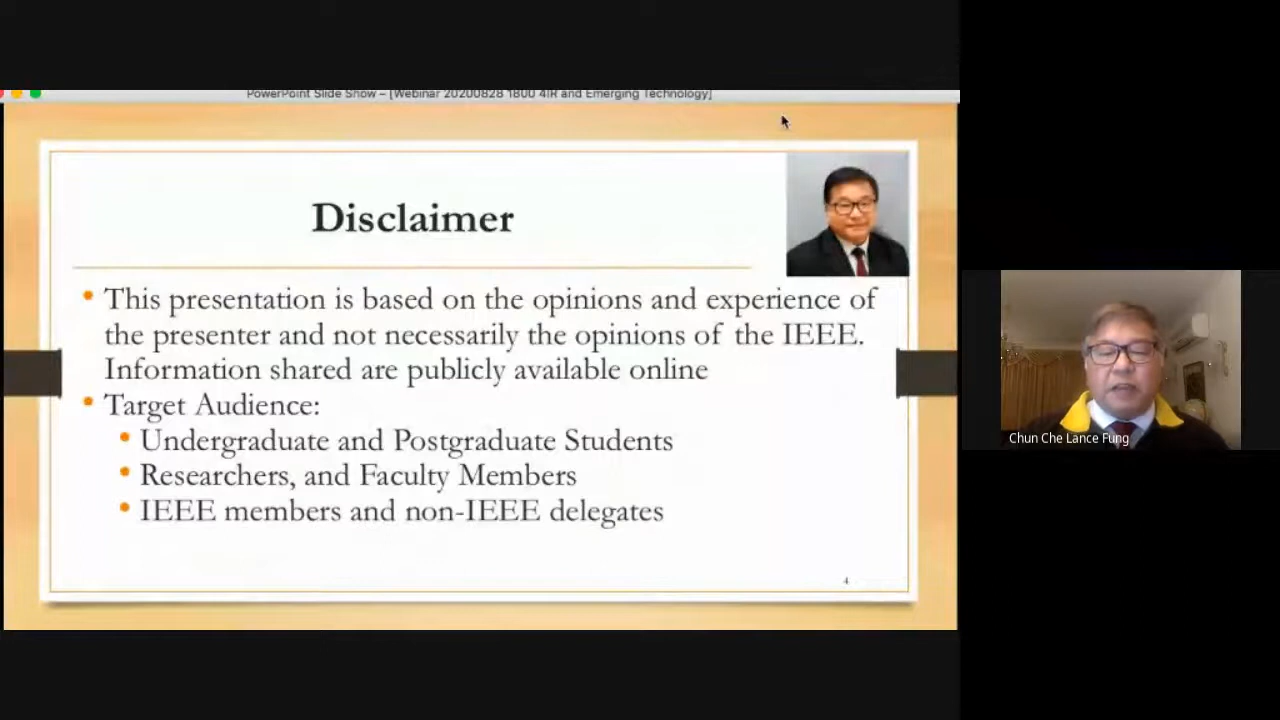 PowerPoint Slide Show – [Webinar 20200828 1800 4IR and Emerging Technology]
Disclaimer
• This presentation is based on the opinions and experience of
the presenter and not necessarily the opinions of the IEEE.
Information shared are publicly available online
• Target Audience:
• Undergraduate and Postgraduate Students
• Researchers, and Faculty Members
• IEEE members and non-IEEE delegates
4
Chun Che Lance Fung